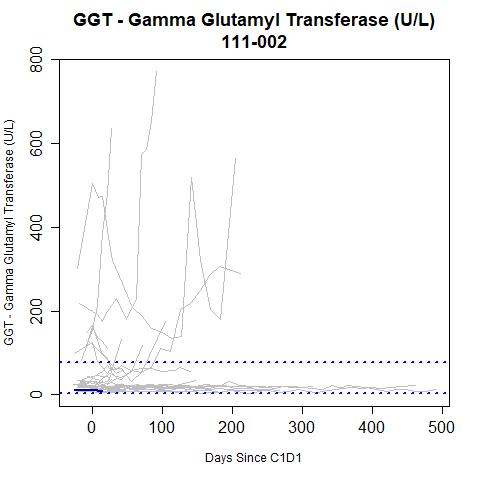 GGT - Gamma Glutamyl Transferase (U/L)
111-002
GGT - Gamma Glutamyl Transferase (U/L)
800
600
400
200
0
0 100 200 300 400 500
Days Since C1D1